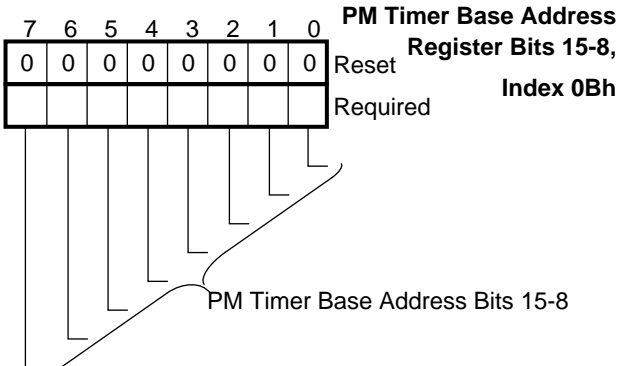 PM Timer Base Address
Register Bits 15-8,
Index 0Bh
7 6 5 4 3 2 1 0
0 0 0 0 0 0 0 0 Reset
Required
PM Timer Base Address Bits 15-8